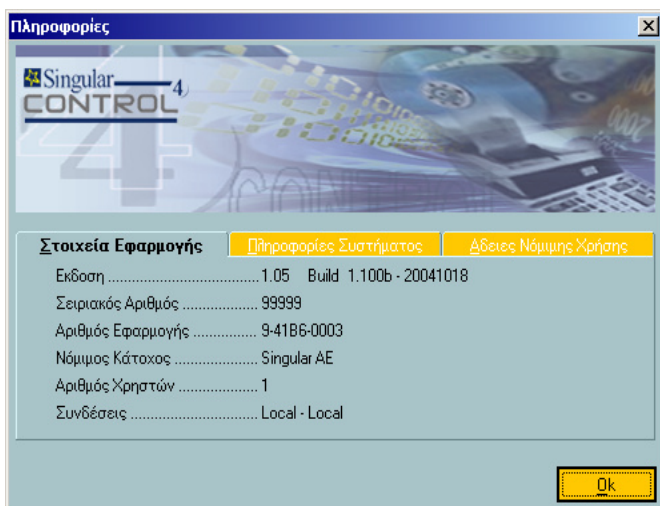 Πληροφορίες
Singular 4
CONTROL
Στοιχεία Εφαρμογής Πληροφορίες Συστήματος Αδειες Νόμιμης Χρήσης
Εκδοση ........................................ 1.05 Build 1.100b - 20041018
Σειριακός Αριθμός ....................... 99999
Αριθμός Εφαρμογής ................ 9-41B6-0003
Νόμιμος Κάτοχος ....................... Singular AE
Αριθμός Χρηστών .................... 1
Συνδέσεις ................................ Local - Local
Ok